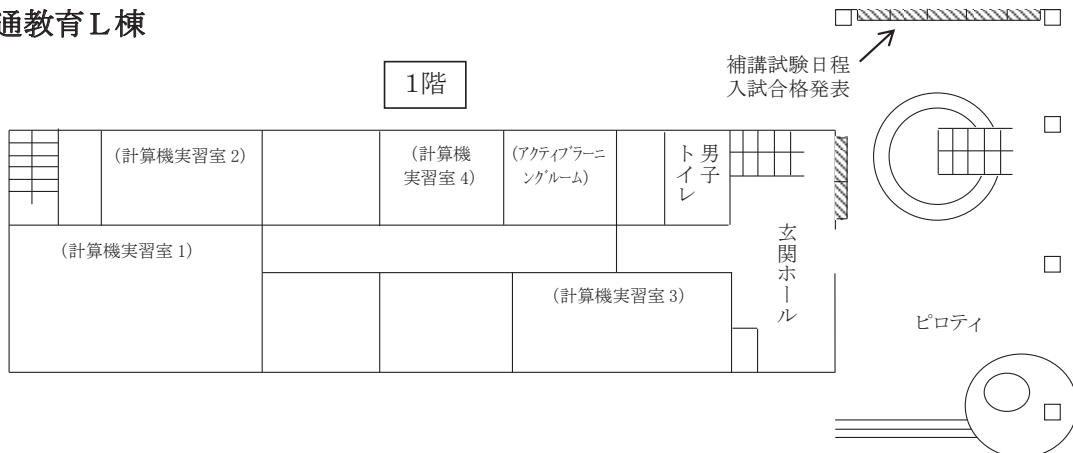 通教育L棟
1階
補講試験日程
入試合格発表
(計算機実習室 2)
(計算機
実習室 4)
(アクティブラーニ
ングルーム)
男子
トイレ
(計算機実習室 1)
玄関ホール
(計算機実習室 3)
ピロティ